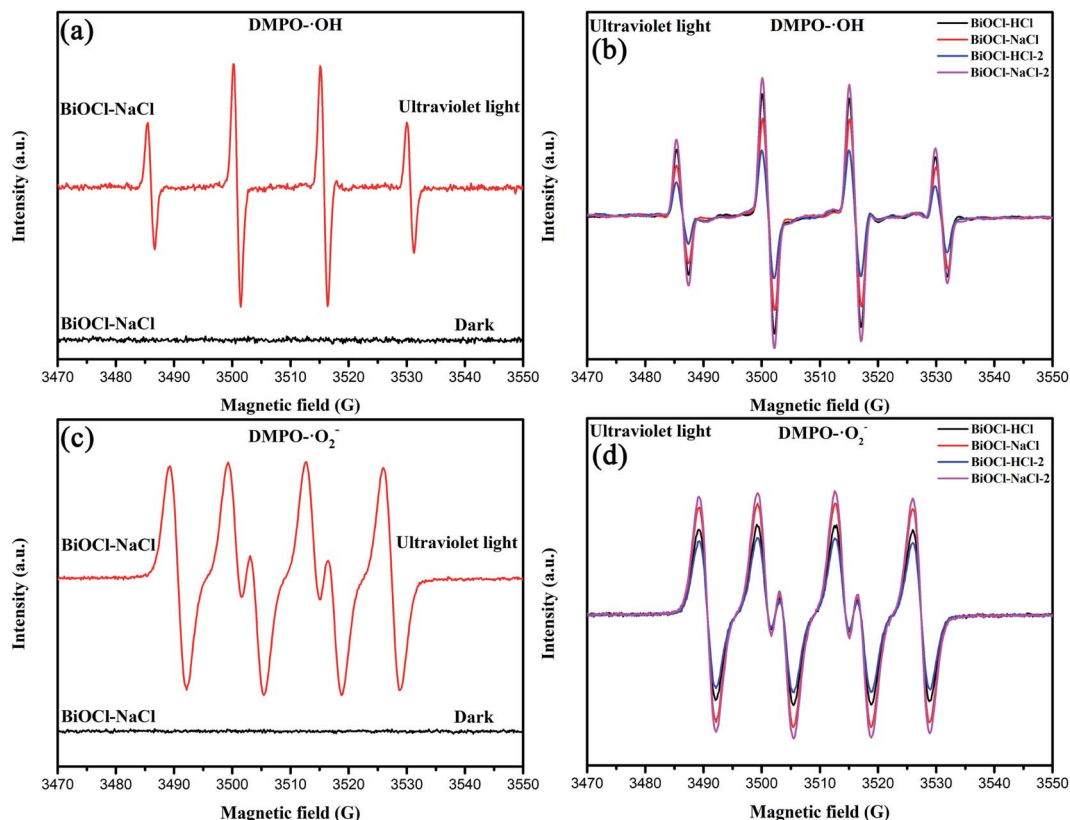 (a)
DMPO-·OH
BiOCl-NaCl
Ultraviolet light
BiOCl-NaCl
Dark
Intensity (a.u.)
3470 3480 3490 3500 3510 3520 3530 3540 3550
Magnetic field (G)
Ultraviolet light
DMPO-·OH
(b)
BiOCl-HCl
BiOCl-NaCl
BiOCl-HCl-2
BiOCl-NaCl-2
Intensity (a.u.)
3470 3480 3490 3500 3510 3520 3530 3540 3550
Magnetic field (G)
(c)
DMPO-·O₂⁻
BiOCl-NaCl
Ultraviolet light
BiOCl-NaCl
Dark
Intensity (a.u.)
3470 3480 3490 3500 3510 3520 3530 3540 3550
Magnetic field (G)
Ultraviolet light
DMPO-·O₂⁻
(d)
BiOCl-HCl
BiOCl-NaCl
BiOCl-HCl-2
BiOCl-NaCl-2
Intensity (a.u.)
3470 3480 3490 3500 3510 3520 3530 3540 3550
Magnetic field (G)